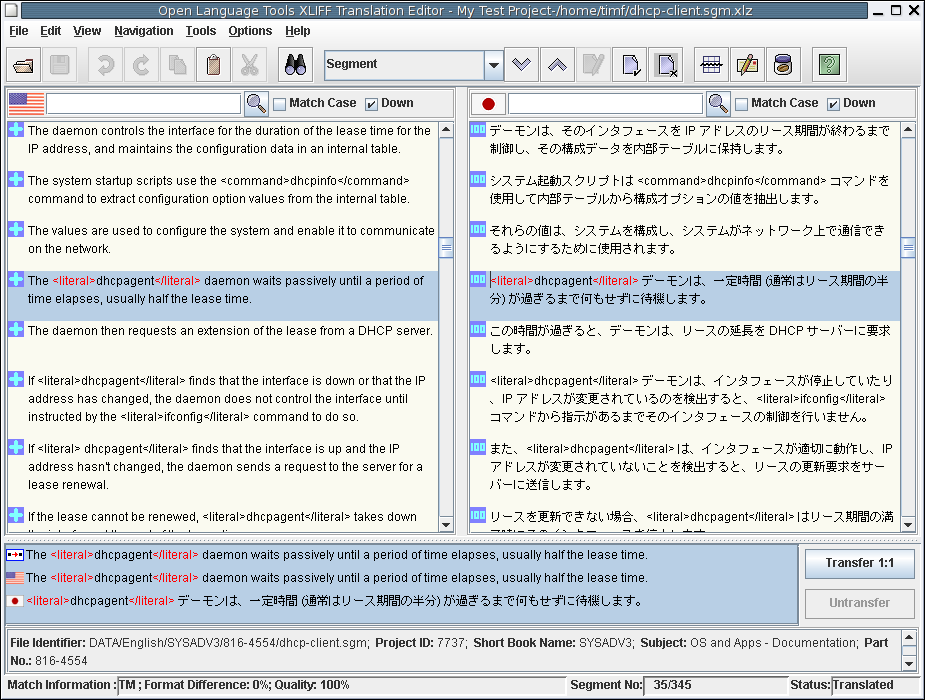 Open Language Tools XLIFF Translation Editor - My Test Project-/home/timf/dhcp-client.sgm.xlz
File Edit View Navigation Tools Options Help
Segment
Match Case Down
Match Case Down
The daemon controls the interface for the duration of the lease time for the
IP address, and maintains the configuration data in an internal table.
The system startup scripts use the <command>dhcpinfo</command>
command to extract configuration option values from the internal table.
The values are used to configure the system and enable it to communicate
on the network.
The <literal>dhcpagent</literal> daemon waits passively until a period of
time elapses, usually half the lease time.
The daemon then requests an extension of the lease from a DHCP server.
If <literal>dhcpagent</literal> finds that the interface is down or that the IP
address has changed, the daemon does not control the interface until
instructed by the <literal>ifconfig</literal> command to do so.
If <literal> dhcpagent</literal> finds that the interface is up and the IP
address hasn't changed, the daemon sends a request to the server for a
lease renewal.
If the lease cannot be renewed, <literal>dhcpagent</literal> takes down
100 デーモンは、そのインタフェースを IP アドレスのリース期間が終わるまで
制御し、その構成データを内部テーブルに保持します。
100 システム起動スクリプトは <command>dhcpinfo</command> コマンドを
使用して内部テーブルから構成オプションの値を抽出します。
100 それらの値は、システムを構成し、システムがネットワーク上で通信でき
るようにするために使用されます。
100 <literal>dhcpagent</literal> デーモンは、一定時間 (通常はリース期間の半
分) が過ぎるまで何もせずに待機します。
100 この時間が過ぎると、デーモンは、リースの延長を DHCP サーバーに要求
します。
100 <literal>dhcpagent</literal> デーモンは、インタフェースが停止していたり
、IP アドレスが変更されているのを検出すると、<literal>ifconfig</literal>
コマンドから指示があるまでそのインタフェースの制御を行いません。
100 また、<literal>dhcpagent</literal> は、インタフェースが適切に動作し、IP
アドレスが変更されていないことを検出すると、リースの更新要求をサー
バーに送信します。
100 リースを更新できない場合、<literal>dhcpagent</literal> はリース期間の満
The <literal>dhcpagent</literal> daemon waits passively until a period of time elapses, usually half the lease time.
The <literal>dhcpagent</literal> daemon waits passively until a period of time elapses, usually half the lease time.
<literal>dhcpagent</literal> デーモンは、一定時間 (通常はリース期間の半分) が過ぎるまで何もせずに待機します。
Transfer 1:1
Untransfer
File Identifier: DATA/English/SYSADV3/816-4554/dhcp-client.sgm; Project ID: 7737; Short Book Name: SYSADV3; Subject: OS and Apps - Documentation; Part
No.: 816-4554
Match Information : TM ; Format Difference: 0%; Quality: 100% Segment No: 35/345 Status: Translated